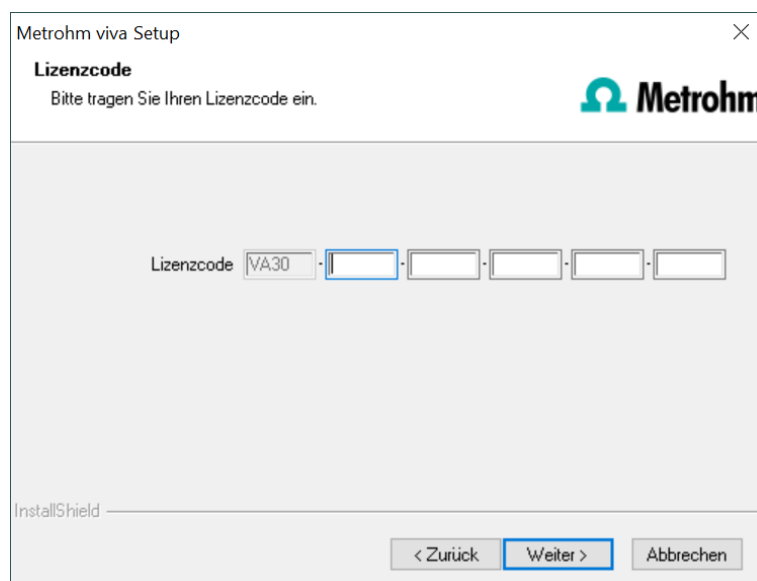 Metrohm viva Setup
Lizenzcode
Bitte tragen Sie Ihren Lizenzcode ein.
Metrohm
Lizenzcode VA30 - - - - -
InstallShield
< Zurück Weiter > Abbrechen